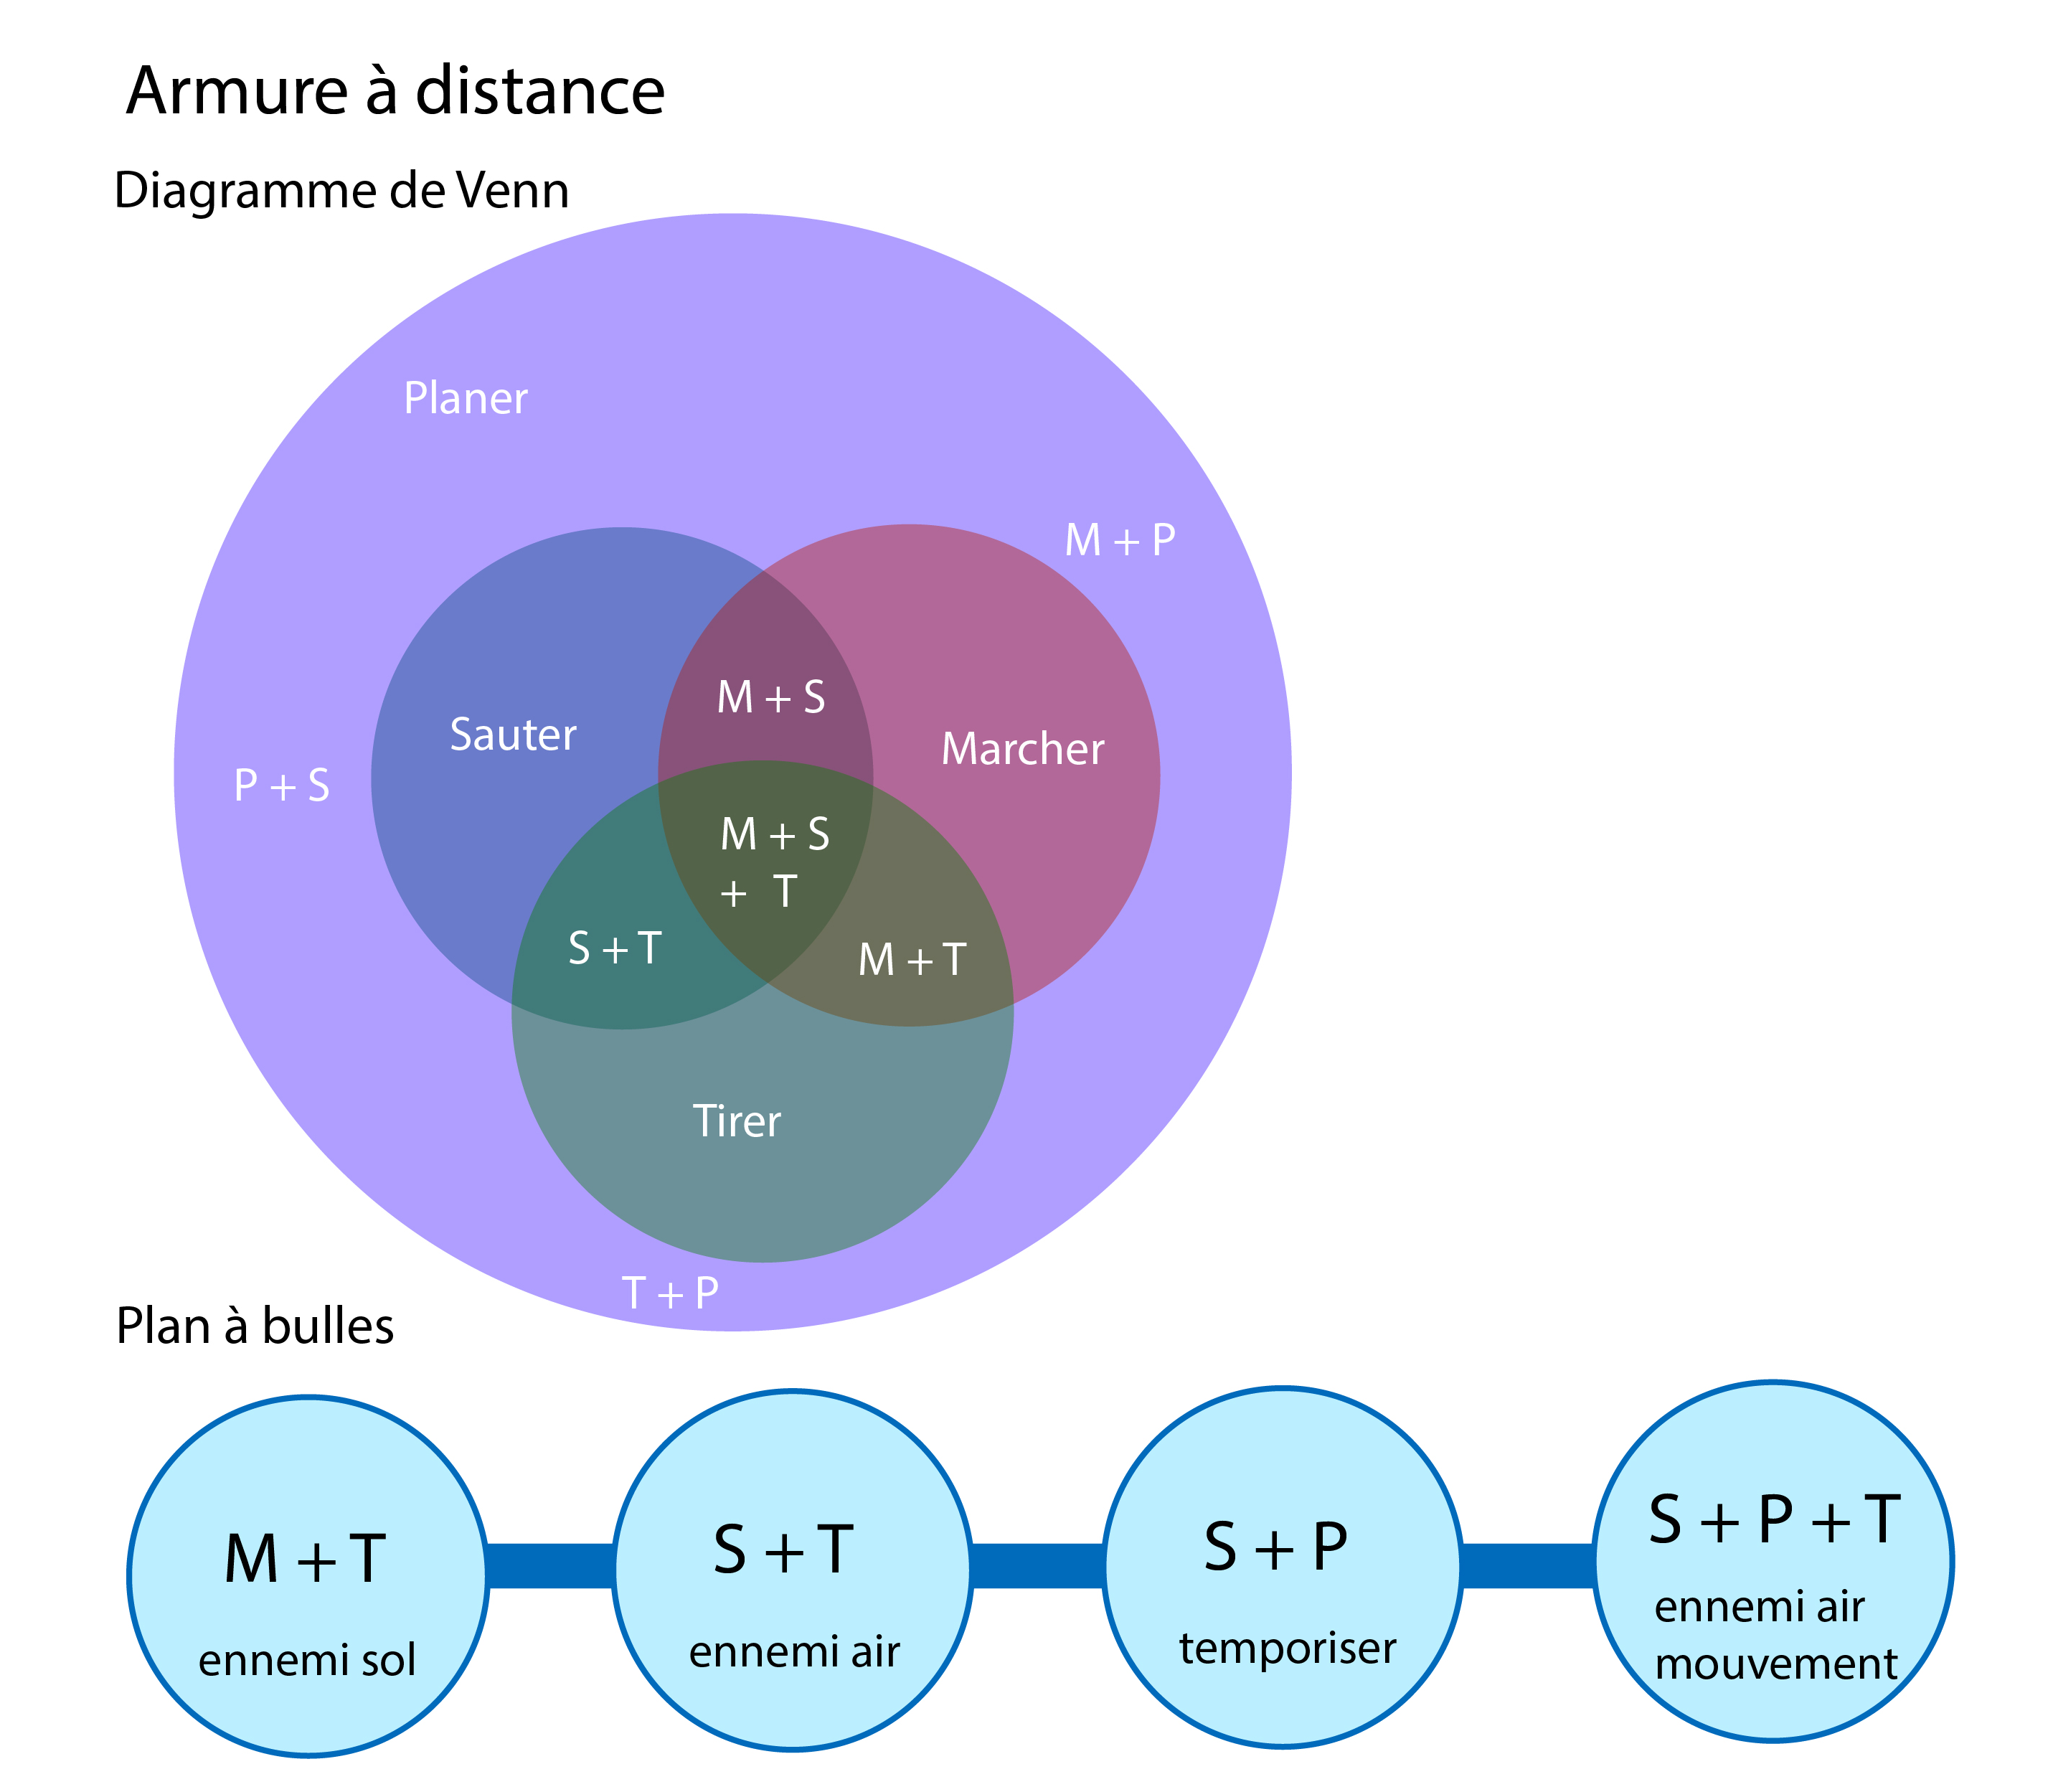 Armure à distance
Diagramme de Venn
Planer
M + P
M + S
Sauter
Marcher
P + S
M + S
+ T
S + T
M + T
Tirer
T + P
Plan à bulles
M + T
ennemi sol
S + T
ennemi air
S + P
temporiser
S + P + T
ennemi air
mouvement